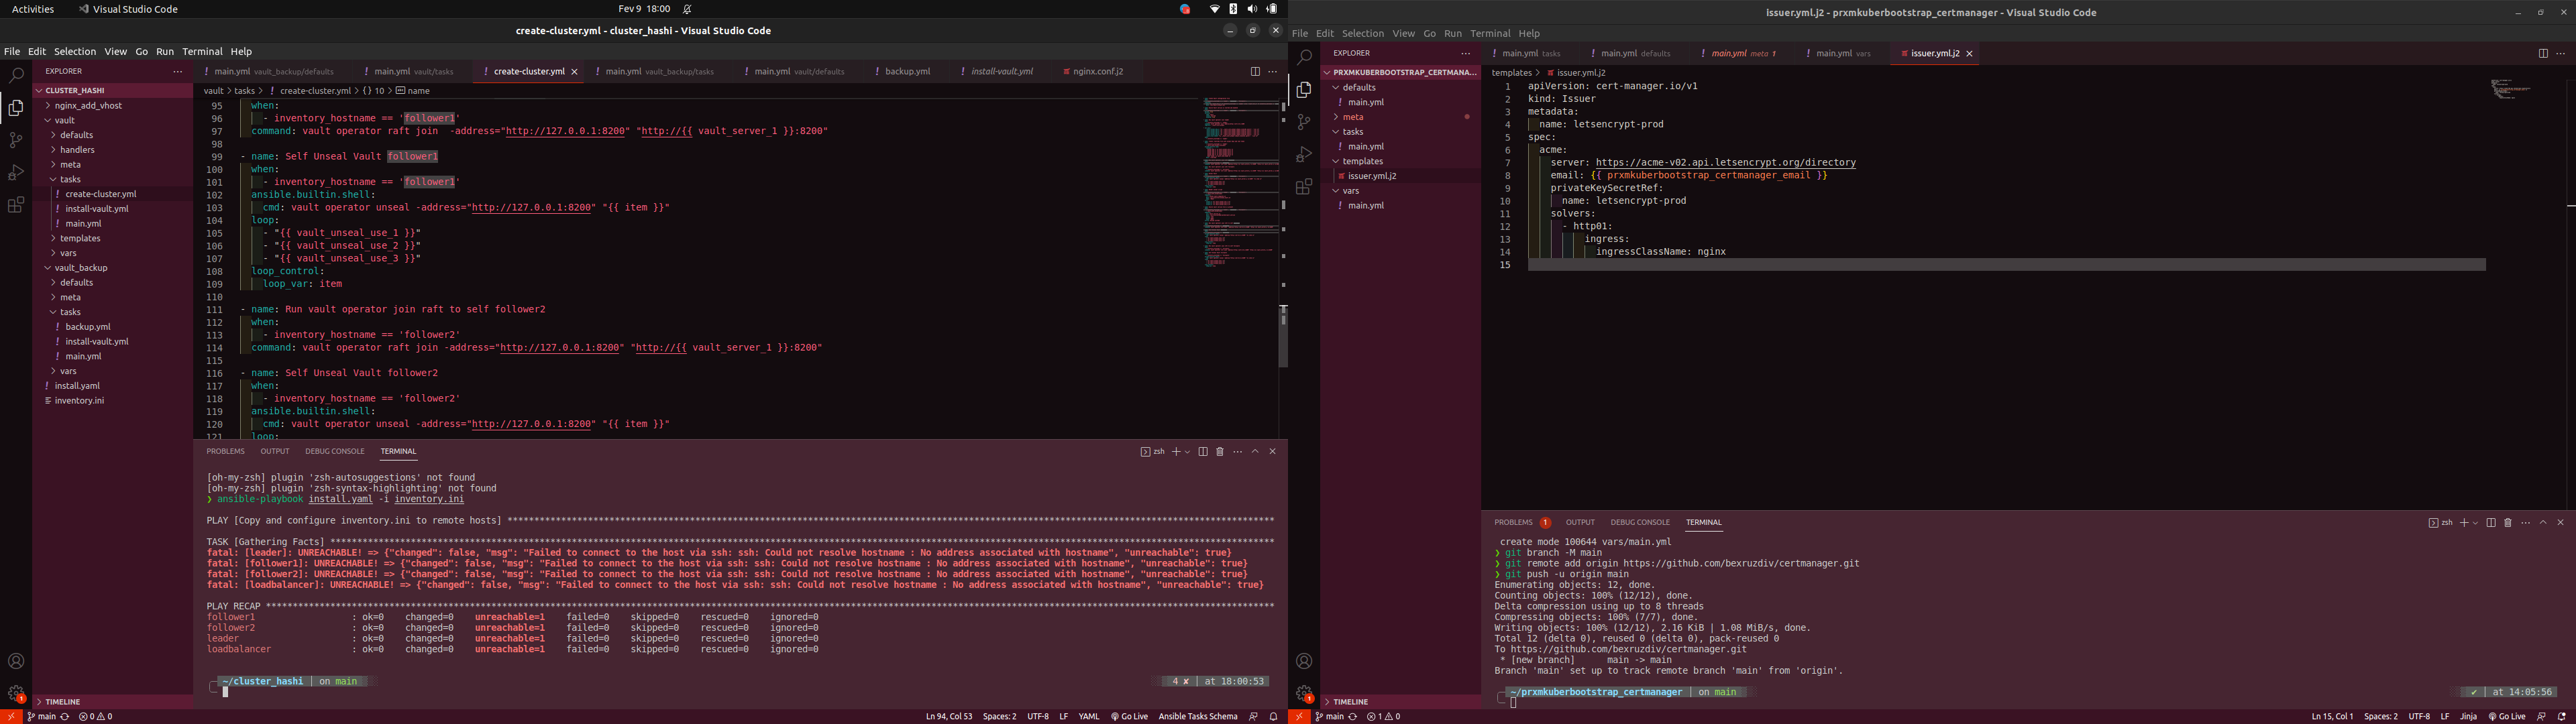 Activities Visual Studio Code Fev 9 18:00
create-cluster.yml - cluster_hashi - Visual Studio Code
File Edit Selection View Go Run Terminal Help
EXPLORER
CLUSTER_HASHI
nginx_add_vhost
vault
defaults
handlers
meta
tasks
! create-cluster.yml
! install-vault.yml
! main.yml
templates
vars
vault_backup
defaults
meta
tasks
! backup.yml
! install-vault.yml
! main.yml
vars
! install.yaml
inventory.ini
TIMELINE
! main.yml vault_backup/defaults ! main.yml vault/tasks ! create-cluster.yml ! main.yml vault_backup/tasks ! main.yml vault/defaults ! backup.yml ! install-vault.yml nginx.conf.j2
vault > tasks > ! create-cluster.yml > { } 10 > name
95 when:
96 - inventory_hostname == 'follower1'
97 command: vault operator raft join -address="http://127.0.0.1:8200" "http://{{ vault_server_1 }}:8200"
98
99 - name: Self Unseal Vault follower1
100 when:
101 - inventory_hostname == 'follower1'
102 ansible.builtin.shell:
103 cmd: vault operator unseal -address="http://127.0.0.1:8200" "{{ item }}"
104 loop:
105 - "{{ vault_unseal_use_1 }}"
106 - "{{ vault_unseal_use_2 }}"
107 - "{{ vault_unseal_use_3 }}"
108 loop_control:
109 loop_var: item
110
111 - name: Run vault operator join raft to self follower2
112 when:
113 - inventory_hostname == 'follower2'
114 command: vault operator raft join -address="http://127.0.0.1:8200" "http://{{ vault_server_1 }}:8200"
115
116 - name: Self Unseal Vault follower2
117 when:
118 - inventory_hostname == 'follower2'
119 ansible.builtin.shell:
120 cmd: vault operator unseal -address="http://127.0.0.1:8200" "{{ item }}"
121 loop:
PROBLEMS OUTPUT DEBUG CONSOLE TERMINAL zsh
[oh-my-zsh] plugin 'zsh-autosuggestions' not found
[oh-my-zsh] plugin 'zsh-syntax-highlighting' not found
❯ ansible-playbook install.yaml -i inventory.ini
PLAY [Copy and configure inventory.ini to remote hosts]
TASK [Gathering Facts]
fatal: [leader]: UNREACHABLE! => {"changed": false, "msg": "Failed to connect to the host via ssh: ssh: Could not resolve hostname : No address associated with hostname", "unreachable": true}
fatal: [follower1]: UNREACHABLE! => {"changed": false, "msg": "Failed to connect to the host via ssh: ssh: Could not resolve hostname : No address associated with hostname", "unreachable": true}
fatal: [follower2]: UNREACHABLE! => {"changed": false, "msg": "Failed to connect to the host via ssh: ssh: Could not resolve hostname : No address associated with hostname", "unreachable": true}
fatal: [loadbalancer]: UNREACHABLE! => {"changed": false, "msg": "Failed to connect to the host via ssh: ssh: Could not resolve hostname : No address associated with hostname", "unreachable": true}
PLAY RECAP
follower1 : ok=0 changed=0 unreachable=1 failed=0 skipped=0 rescued=0 ignored=0
follower2 : ok=0 changed=0 unreachable=1 failed=0 skipped=0 rescued=0 ignored=0
leader : ok=0 changed=0 unreachable=1 failed=0 skipped=0 rescued=0 ignored=0
loadbalancer : ok=0 changed=0 unreachable=1 failed=0 skipped=0 rescued=0 ignored=0
~/cluster_hashi | on main 4 ✘ | at 18:00:53
main 0 0 Ln 94, Col 53 Spaces: 2 UTF-8 LF YAML Go Live Ansible Tasks Schema
issuer.yml.j2 - prxmkuberbootstrap_certmanager - Visual Studio Code
File Edit Selection View Go Run Terminal Help
EXPLORER
PRXMKUBERBOOTSTRAP_CERTMANA...
defaults
! main.yml
meta
tasks
! main.yml
templates
issuer.yml.j2
vars
! main.yml
TIMELINE
! main.yml tasks ! main.yml defaults ! main.yml meta 1 ! main.yml vars issuer.yml.j2
templates > issuer.yml.j2
1 apiVersion: cert-manager.io/v1
2 kind: Issuer
3 metadata:
4 name: letsencrypt-prod
5 spec:
6 acme:
7 server: https://acme-v02.api.letsencrypt.org/directory
8 email: {{ prxmkuberbootstrap_certmanager_email }}
9 privateKeySecretRef:
10 name: letsencrypt-prod
11 solvers:
12 - http01:
13 ingress:
14 ingressClassName: nginx
15
PROBLEMS 1 OUTPUT DEBUG CONSOLE TERMINAL zsh
create mode 100644 vars/main.yml
❯ git branch -M main
❯ git remote add origin https://github.com/bexruzdiv/certmanager.git
❯ git push -u origin main
Enumerating objects: 12, done.
Counting objects: 100% (12/12), done.
Delta compression using up to 8 threads
Compressing objects: 100% (7/7), done.
Writing objects: 100% (12/12), 2.16 KiB | 1.08 MiB/s, done.
Total 12 (delta 0), reused 0 (delta 0), pack-reused 0
To https://github.com/bexruzdiv/certmanager.git
* [new branch] main -> main
Branch 'main' set up to track remote branch 'main' from 'origin'.
~/prxmkuberbootstrap_certmanager | on main ✔ | at 14:05:56
main 1 0 Ln 15, Col 1 Spaces: 2 UTF-8 LF Jinja Go Live